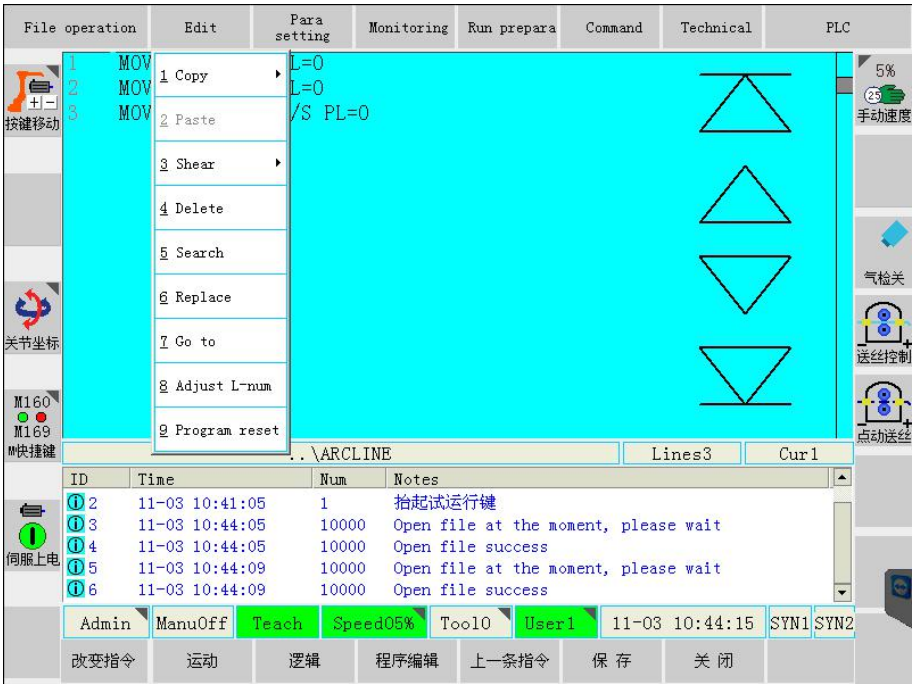 File operation Edit Para setting Monitoring Run prepara Command Technical PLC
1 MOV L=0
2 MOV L=0
3 MOV /S PL=0
1 Copy
2 Paste
3 Shear
4 Delete
5 Search
6 Replace
7 Go to
8 Adjust L-num
9 Program reset
按键移动
关节坐标
M160
M169
M快捷键
伺服上电
5%
25
手动速度
气检关
送丝控制
点动送丝
..\ARCLINE Lines3 Cur1
ID Time Num Notes
2 11-03 10:41:05 1 抬起试运行键
3 11-03 10:44:05 10000 Open file at the moment, please wait
4 11-03 10:44:05 10000 Open file success
5 11-03 10:44:09 10000 Open file at the moment, please wait
6 11-03 10:44:09 10000 Open file success
Admin ManuOff Teach Speed05% Tool0 User1 11-03 10:44:15 SYN1 SYN2
改变指令 运动 逻辑 程序编辑 上一条指令 保 存 关 闭